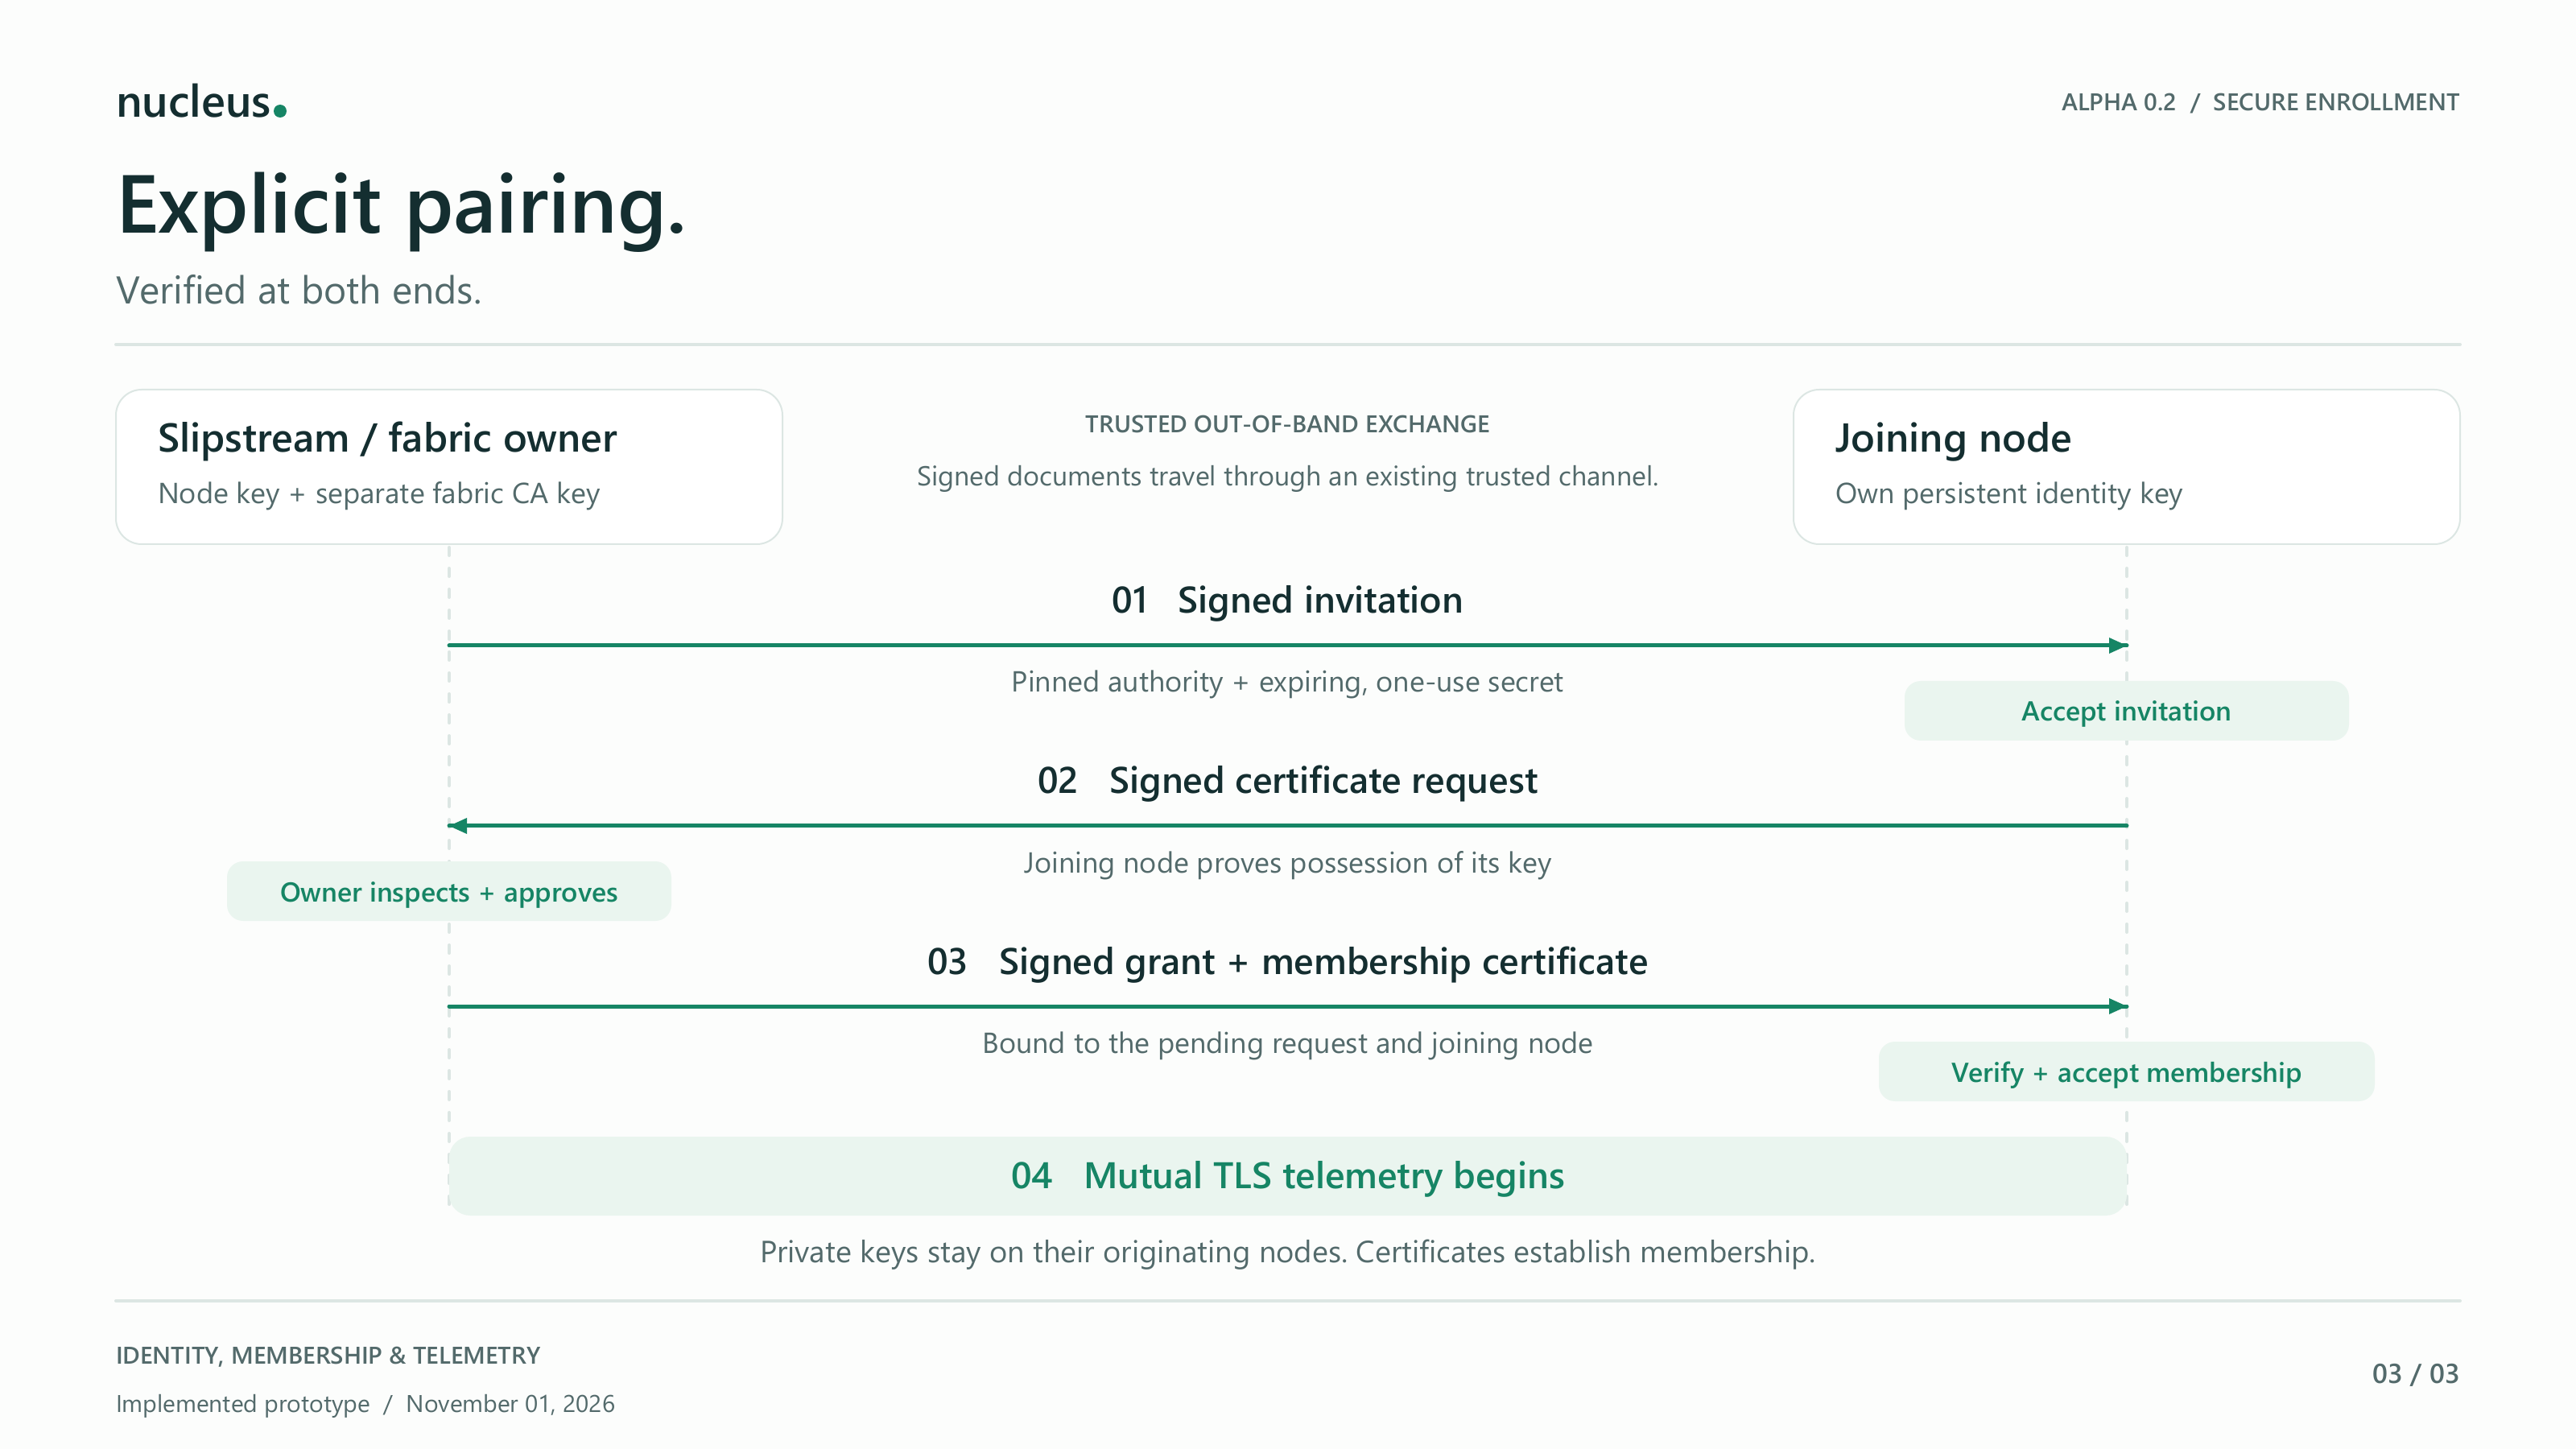 nucleus.
ALPHA 0.2 / SECURE ENROLLMENT
Explicit pairing.
Verified at both ends.
Slipstream / fabric owner
Node key + separate fabric CA key
TRUSTED OUT-OF-BAND EXCHANGE
Signed documents travel through an existing trusted channel.
Joining node
Own persistent identity key
01 Signed invitation
Pinned authority + expiring, one-use secret
Accept invitation
02 Signed certificate request
Joining node proves possession of its key
Owner inspects + approves
03 Signed grant + membership certificate
Bound to the pending request and joining node
Verify + accept membership
04 Mutual TLS telemetry begins
Private keys stay on their originating nodes. Certificates establish membership.
IDENTITY, MEMBERSHIP & TELEMETRY
Implemented prototype / November 01, 2026
03 / 03